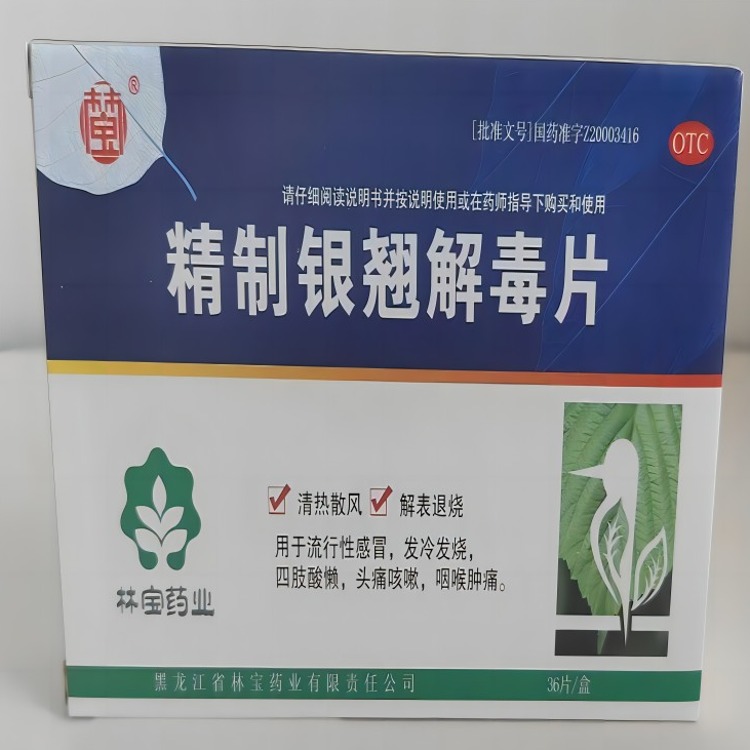 林宝®
[批准文号]国药准字Z20003416
OTC
请仔细阅读说明书并按说明使用或在药师指导下购买和使用
精制银翘解毒片
清热散风 解表退烧
用于流行性感冒，发冷发烧，
四肢酸懒，头痛咳嗽，咽喉肿痛。
林宝药业
黑龙江省林宝药业有限责任公司 36片/盒